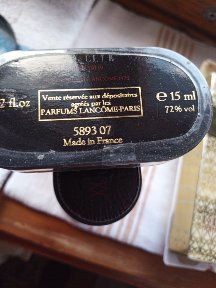 2 fl.oz
Vente réservée aux dépositaires
agréés par les
PARFUMS LANCÔME-PARIS
℮ 15 ml
72% vol
5893 07
Made in France